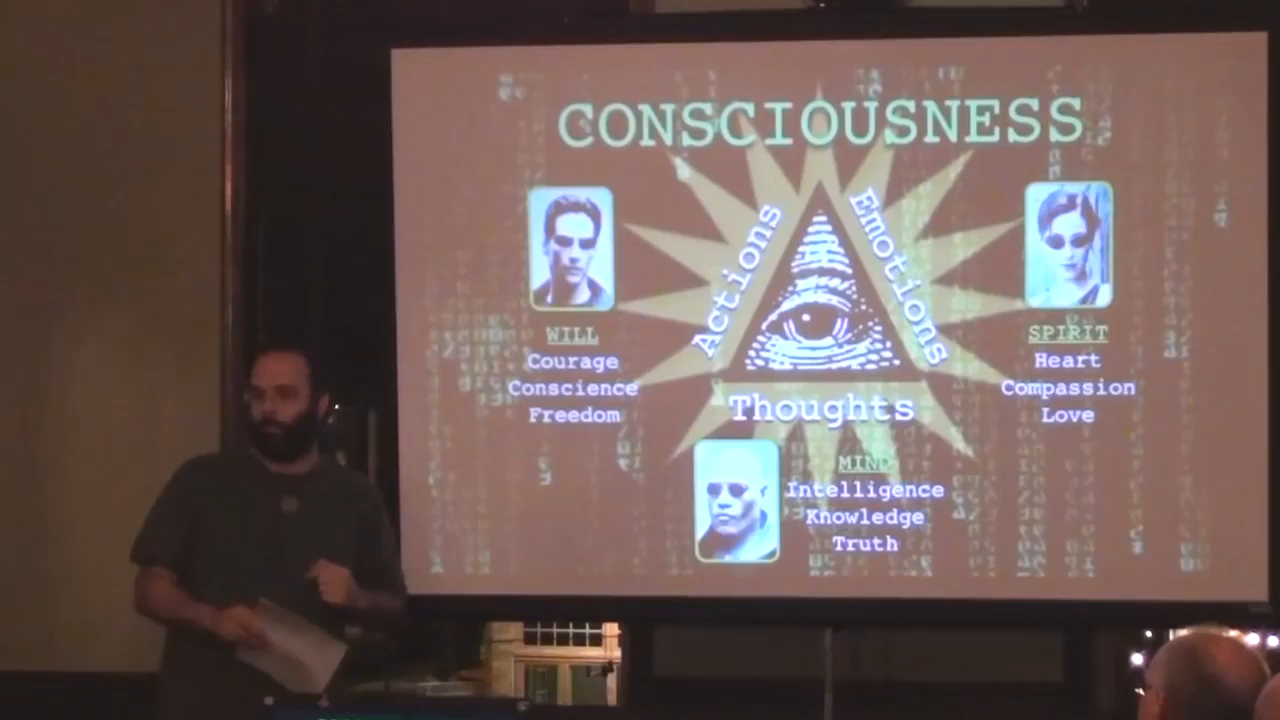 CONSCIOUSNESS
Actions
Emotions
WILL
Courage
Conscience
Freedom
SPIRIT
Heart
Compassion
Love
Thoughts
MIND
Intelligence
Knowledge
Truth